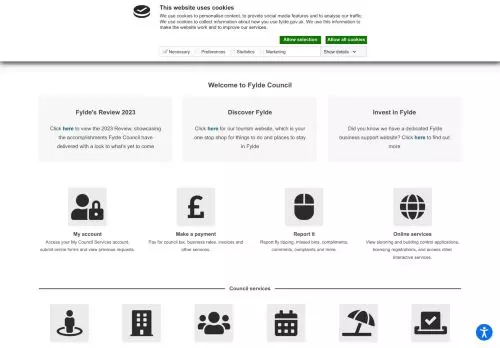 This website uses cookies
We use cookies to personalise content, to provide social media features and to analyse our traffic.
We use cookies to collect information about how you use fylde.gov.uk. We use this information to
make the website work and to improve our services.
Allow selection Allow all cookies
Necessary Preferences Statistics Marketing Show details
Welcome to Fylde Council
Fylde's Review 2023
Click here to view the 2023 Review, showcasing
the accomplishments Fylde Council have
delivered with a look to what's yet to come
Discover Fylde
Click here for our tourism website, which is your
one stop shop for things to do and places to stay
in Fylde
Invest in Fylde
Did you know we have a dedicated Fylde
business support website? Click here to find out
more
My account
Access your My Council Services account,
submit online forms and view previous requests.
Make a payment
Pay for council tax, business rates, invoices and
other services.
Report it
Report fly tipping, missed bins, compliments,
comments, complaints and more.
Online services
View planning and building control applications,
licensing registrations, and access other
interactive services.
Council services